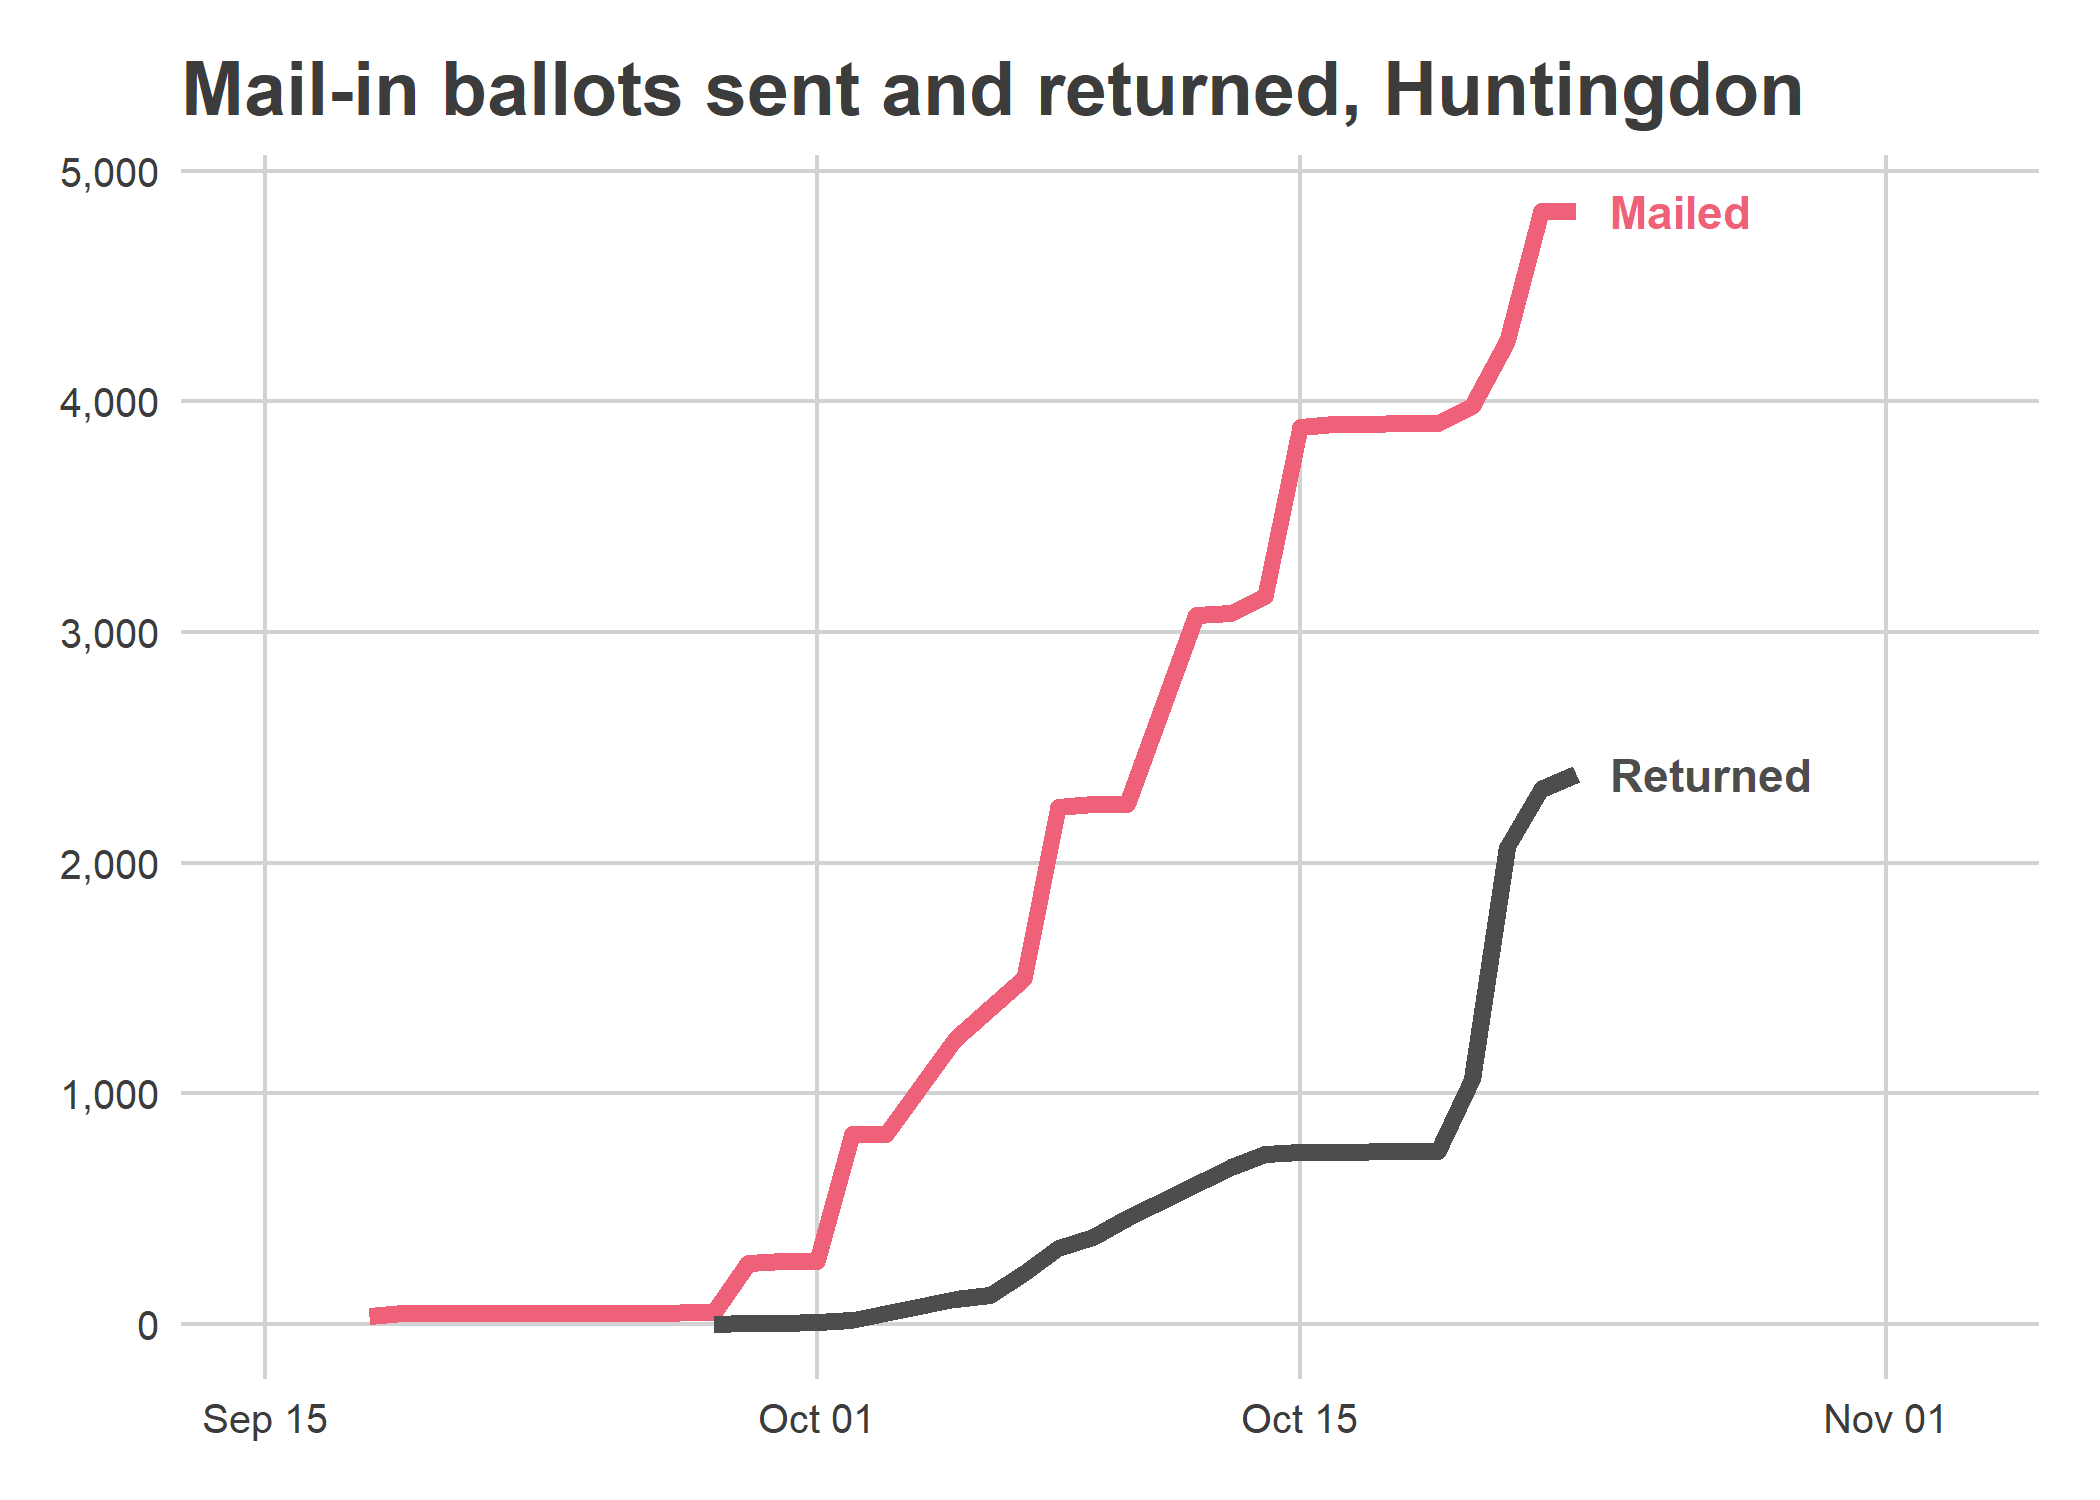 Mail-in ballots sent and returned, Huntingdon
5,000
Mailed
4,000
3,000
Returned
2,000
1,000
0
Sep 15 Oct 01 Oct 15 Nov 01